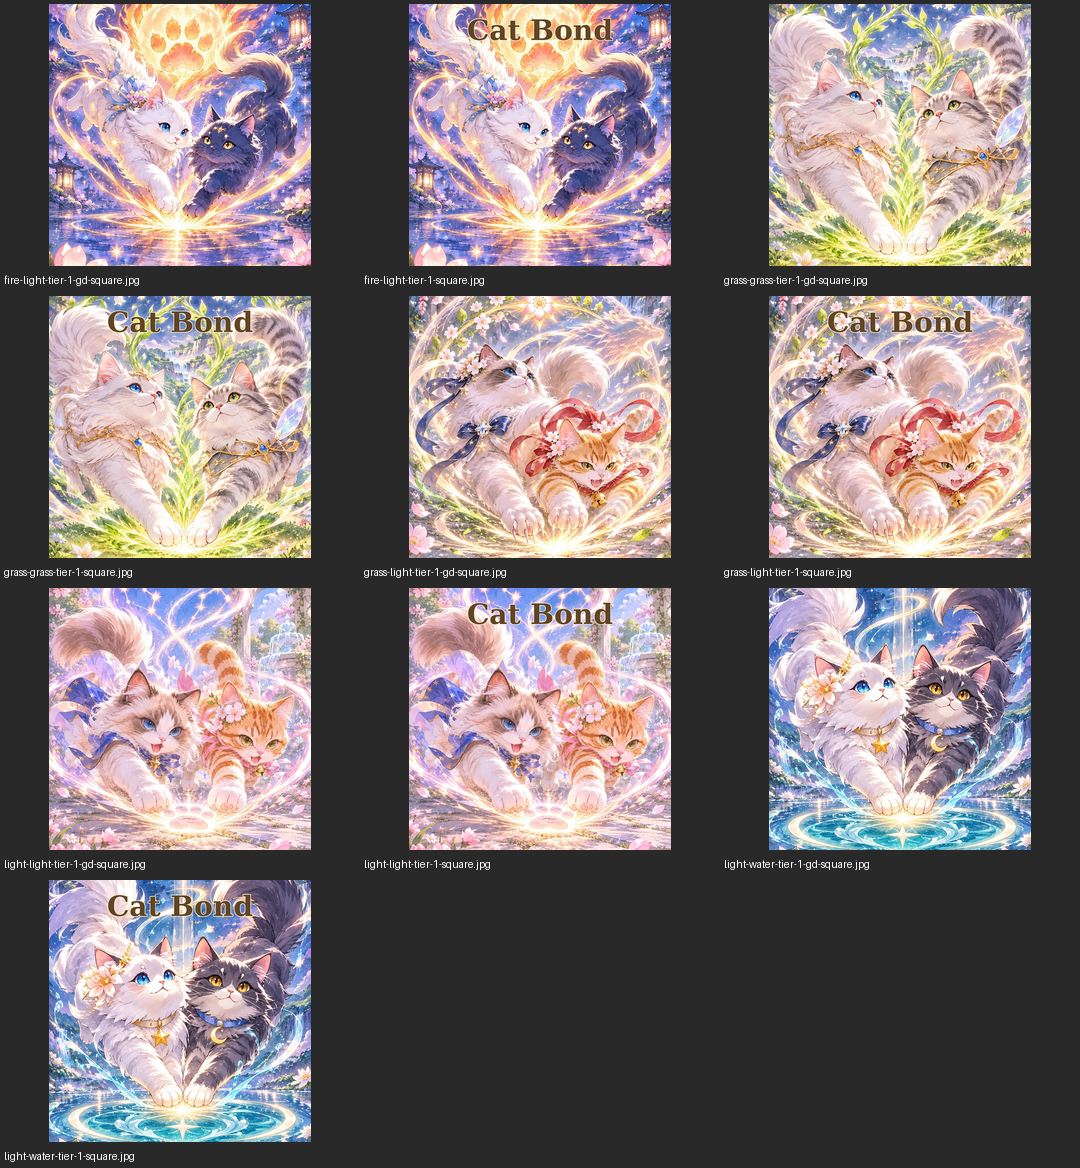 Cat Bond
fire-light-tier-1-gd-square.jpg
fire-light-tier-1-square.jpg
grass-grass-tier-1-gd-square.jpg
Cat Bond
Cat Bond
grass-grass-tier-1-square.jpg
grass-light-tier-1-gd-square.jpg
grass-light-tier-1-square.jpg
Cat Bond
light-light-tier-1-gd-square.jpg
light-light-tier-1-square.jpg
light-water-tier-1-gd-square.jpg
Cat Bond
light-water-tier-1-square.jpg